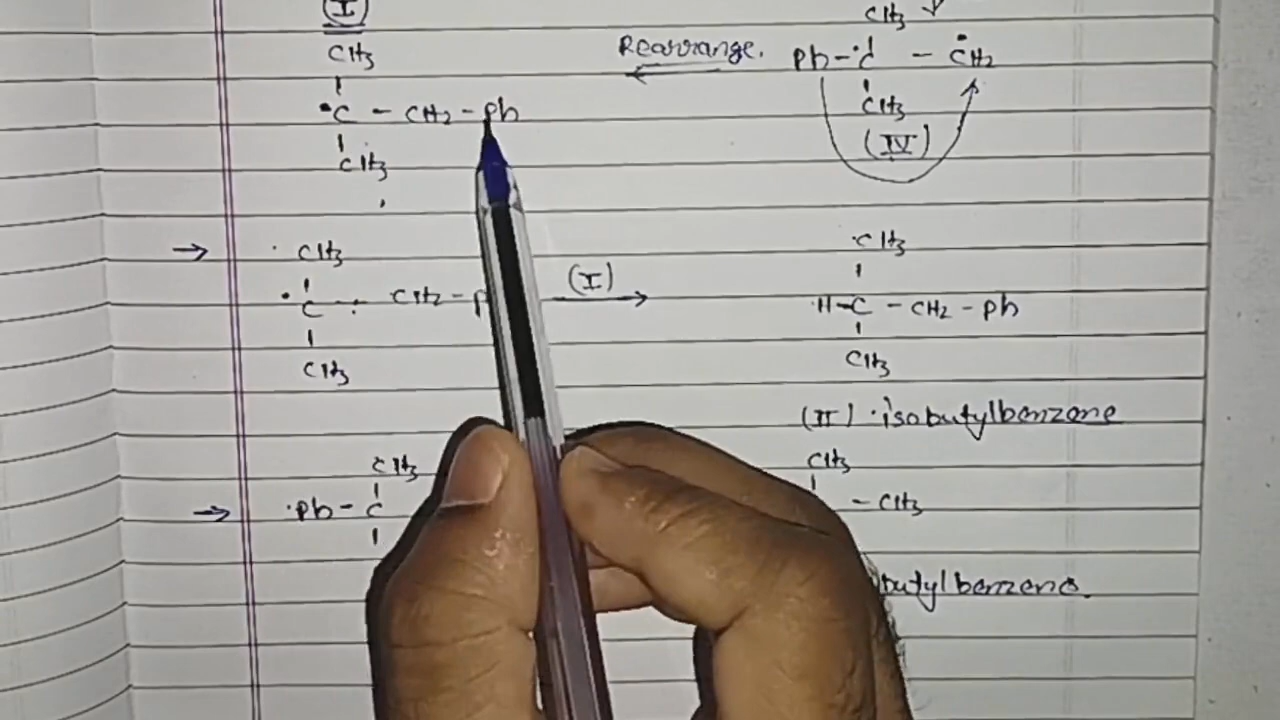 (I)
CH3
Rearrange.
CH3
Ph-C - CH2
•C - CH2-Ph
CH3
CH3
(IV)
→
CH3
CH3
•C - CH2-
(I)
H-C - CH2 - Ph
CH3
CH3
(II) isobutylbenzene
CH3
CH3
→ Ph-C
- CH3
butylbenzene.